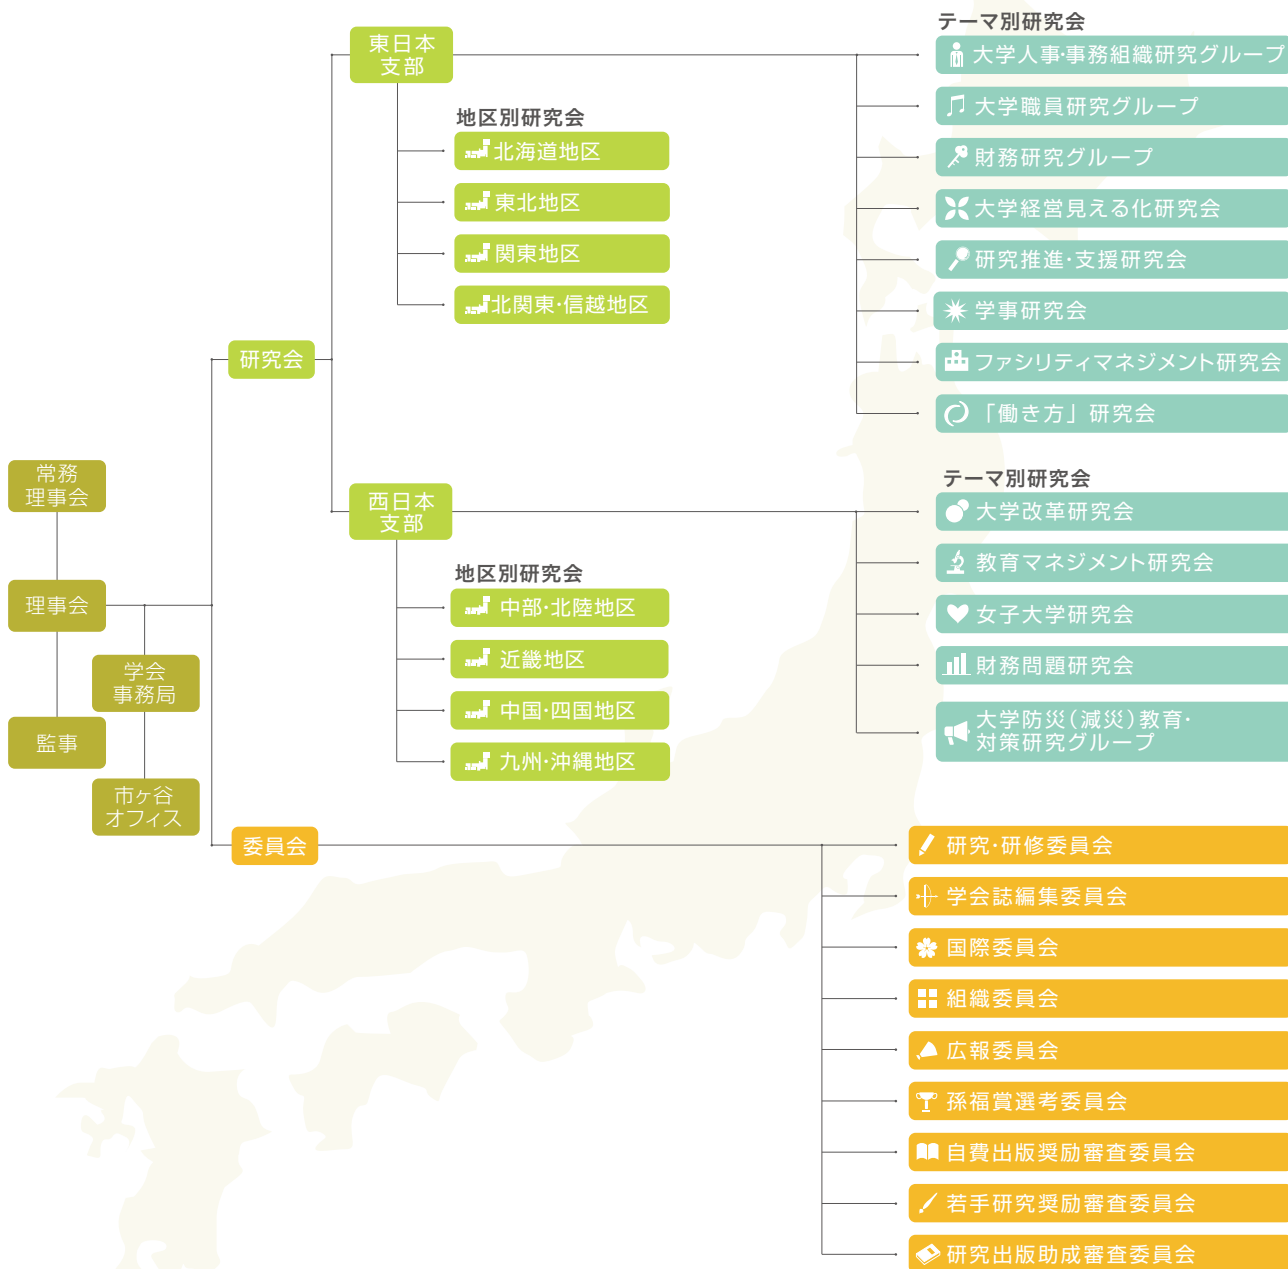 常務
理事会
理事会
監事
学会
事務局
市ヶ谷
オフィス
研究会
東日本
支部
地区別研究会
北海道地区
東北地区
関東地区
北関東・信越地区
テーマ別研究会
大学人事・事務組織研究グループ
大学職員研究グループ
財務研究グループ
大学経営見える化研究会
研究推進・支援研究会
学事研究会
ファシリティマネジメント研究会
「働き方」研究会
西日本
支部
地区別研究会
中部・北陸地区
近畿地区
中国・四国地区
九州・沖縄地区
テーマ別研究会
大学改革研究会
教育マネジメント研究会
女子大学研究会
財務問題研究会
大学防災（減災）教育・
対策研究グループ
委員会
研究・研修委員会
学会誌編集委員会
国際委員会
組織委員会
広報委員会
孫福賞選考委員会
自費出版奨励審査委員会
若手研究奨励審査委員会
研究出版助成審査委員会